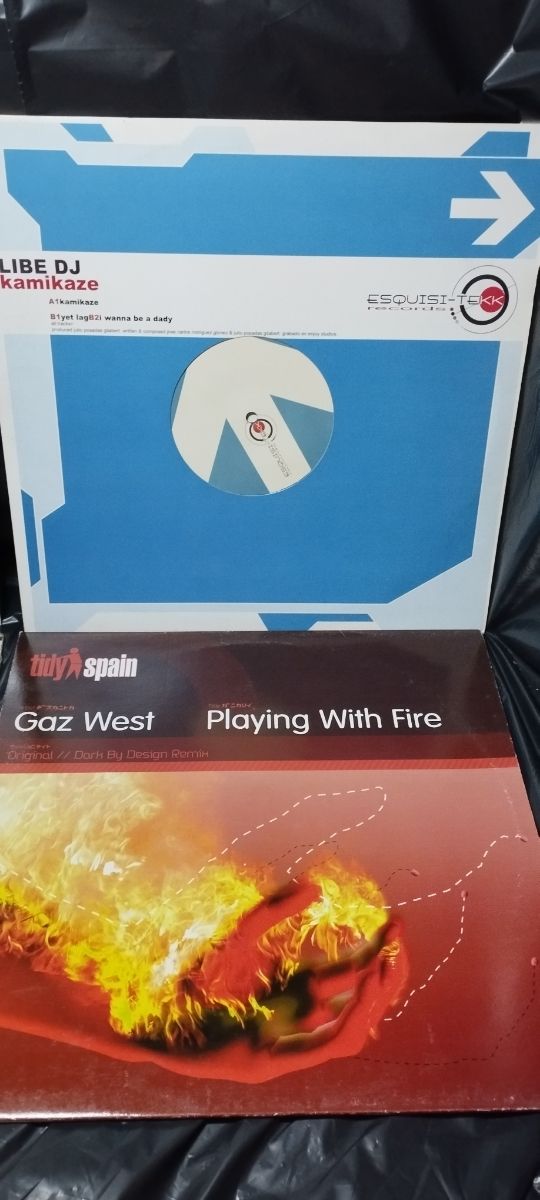 LIBE DJ
kamikaze
A1kamikaze
B1yet lagB2i wanna be a dady
ESQUISI-TEKK
records
tidy spain
Gaz West
Playing With Fire
Original // Dark By Design Remix